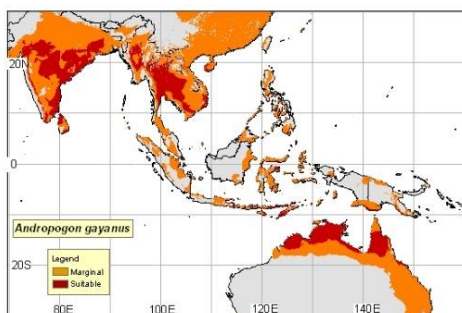 20N
0
Andropogon gayanus
Legend
Marginal
Suitable
20S
80E
100E
120E
140E